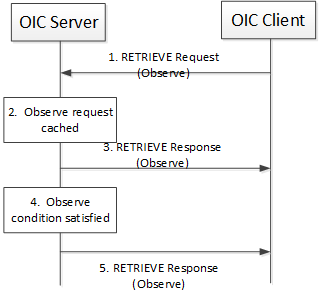 OIC Server
OIC Client
1. RETRIEVE Request
(Observe)
2. Observe request
cached
3. RETRIEVE Response
(Observe)
4. Observe
condition satisfied
5. RETRIEVE Response
(Observe)